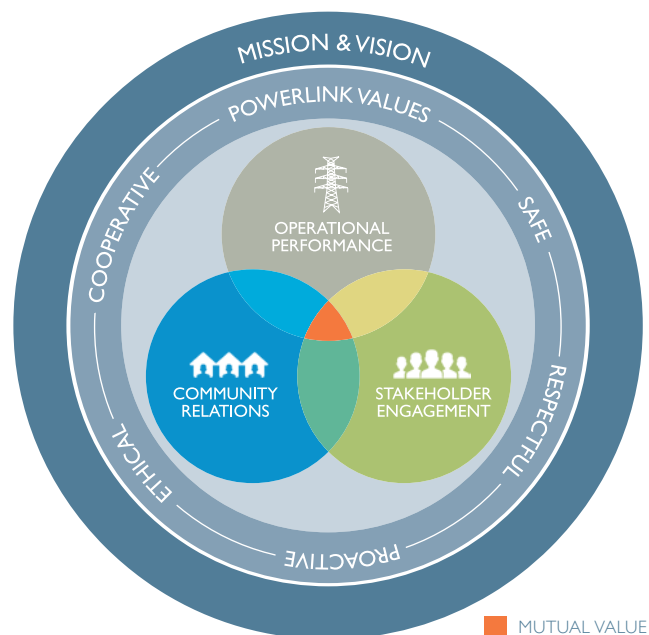 MISSION & VISION
POWERLINK VALUES
COOPERATIVE
SAFE
OPERATIONAL
PERFORMANCE
COMMUNITY
RELATIONS
STAKEHOLDER
ENGAGEMENT
RESPECTFUL
ETHICAL
PROACTIVE
MUTUAL VALUE